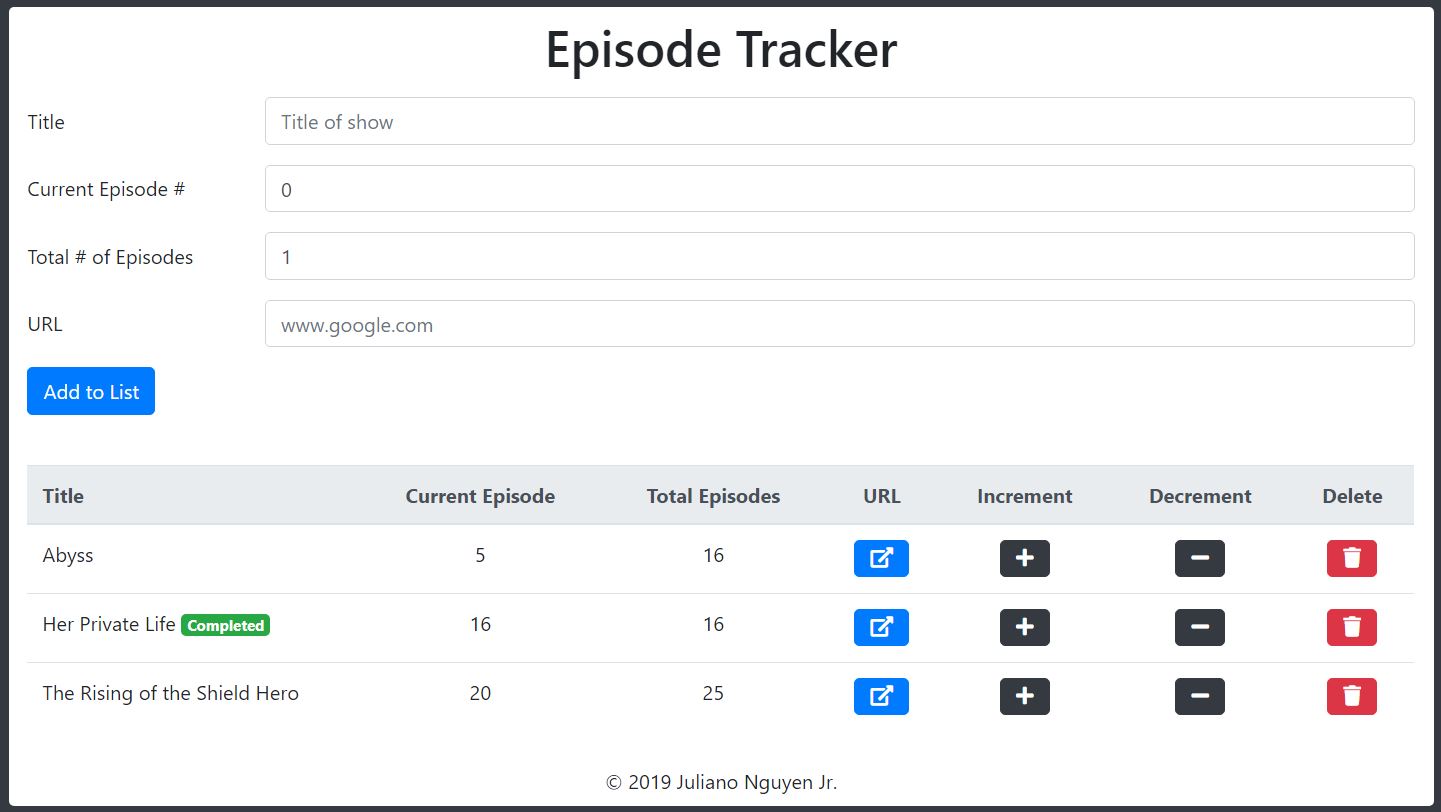 Episode Tracker
Title
Title of show
Current Episode #
0
Total # of Episodes
1
URL
www.google.com
Add to List
Title Current Episode Total Episodes URL Increment Decrement Delete
Abyss 5 16
Her Private Life Completed 16 16
The Rising of the Shield Hero 20 25
© 2019 Juliano Nguyen Jr.